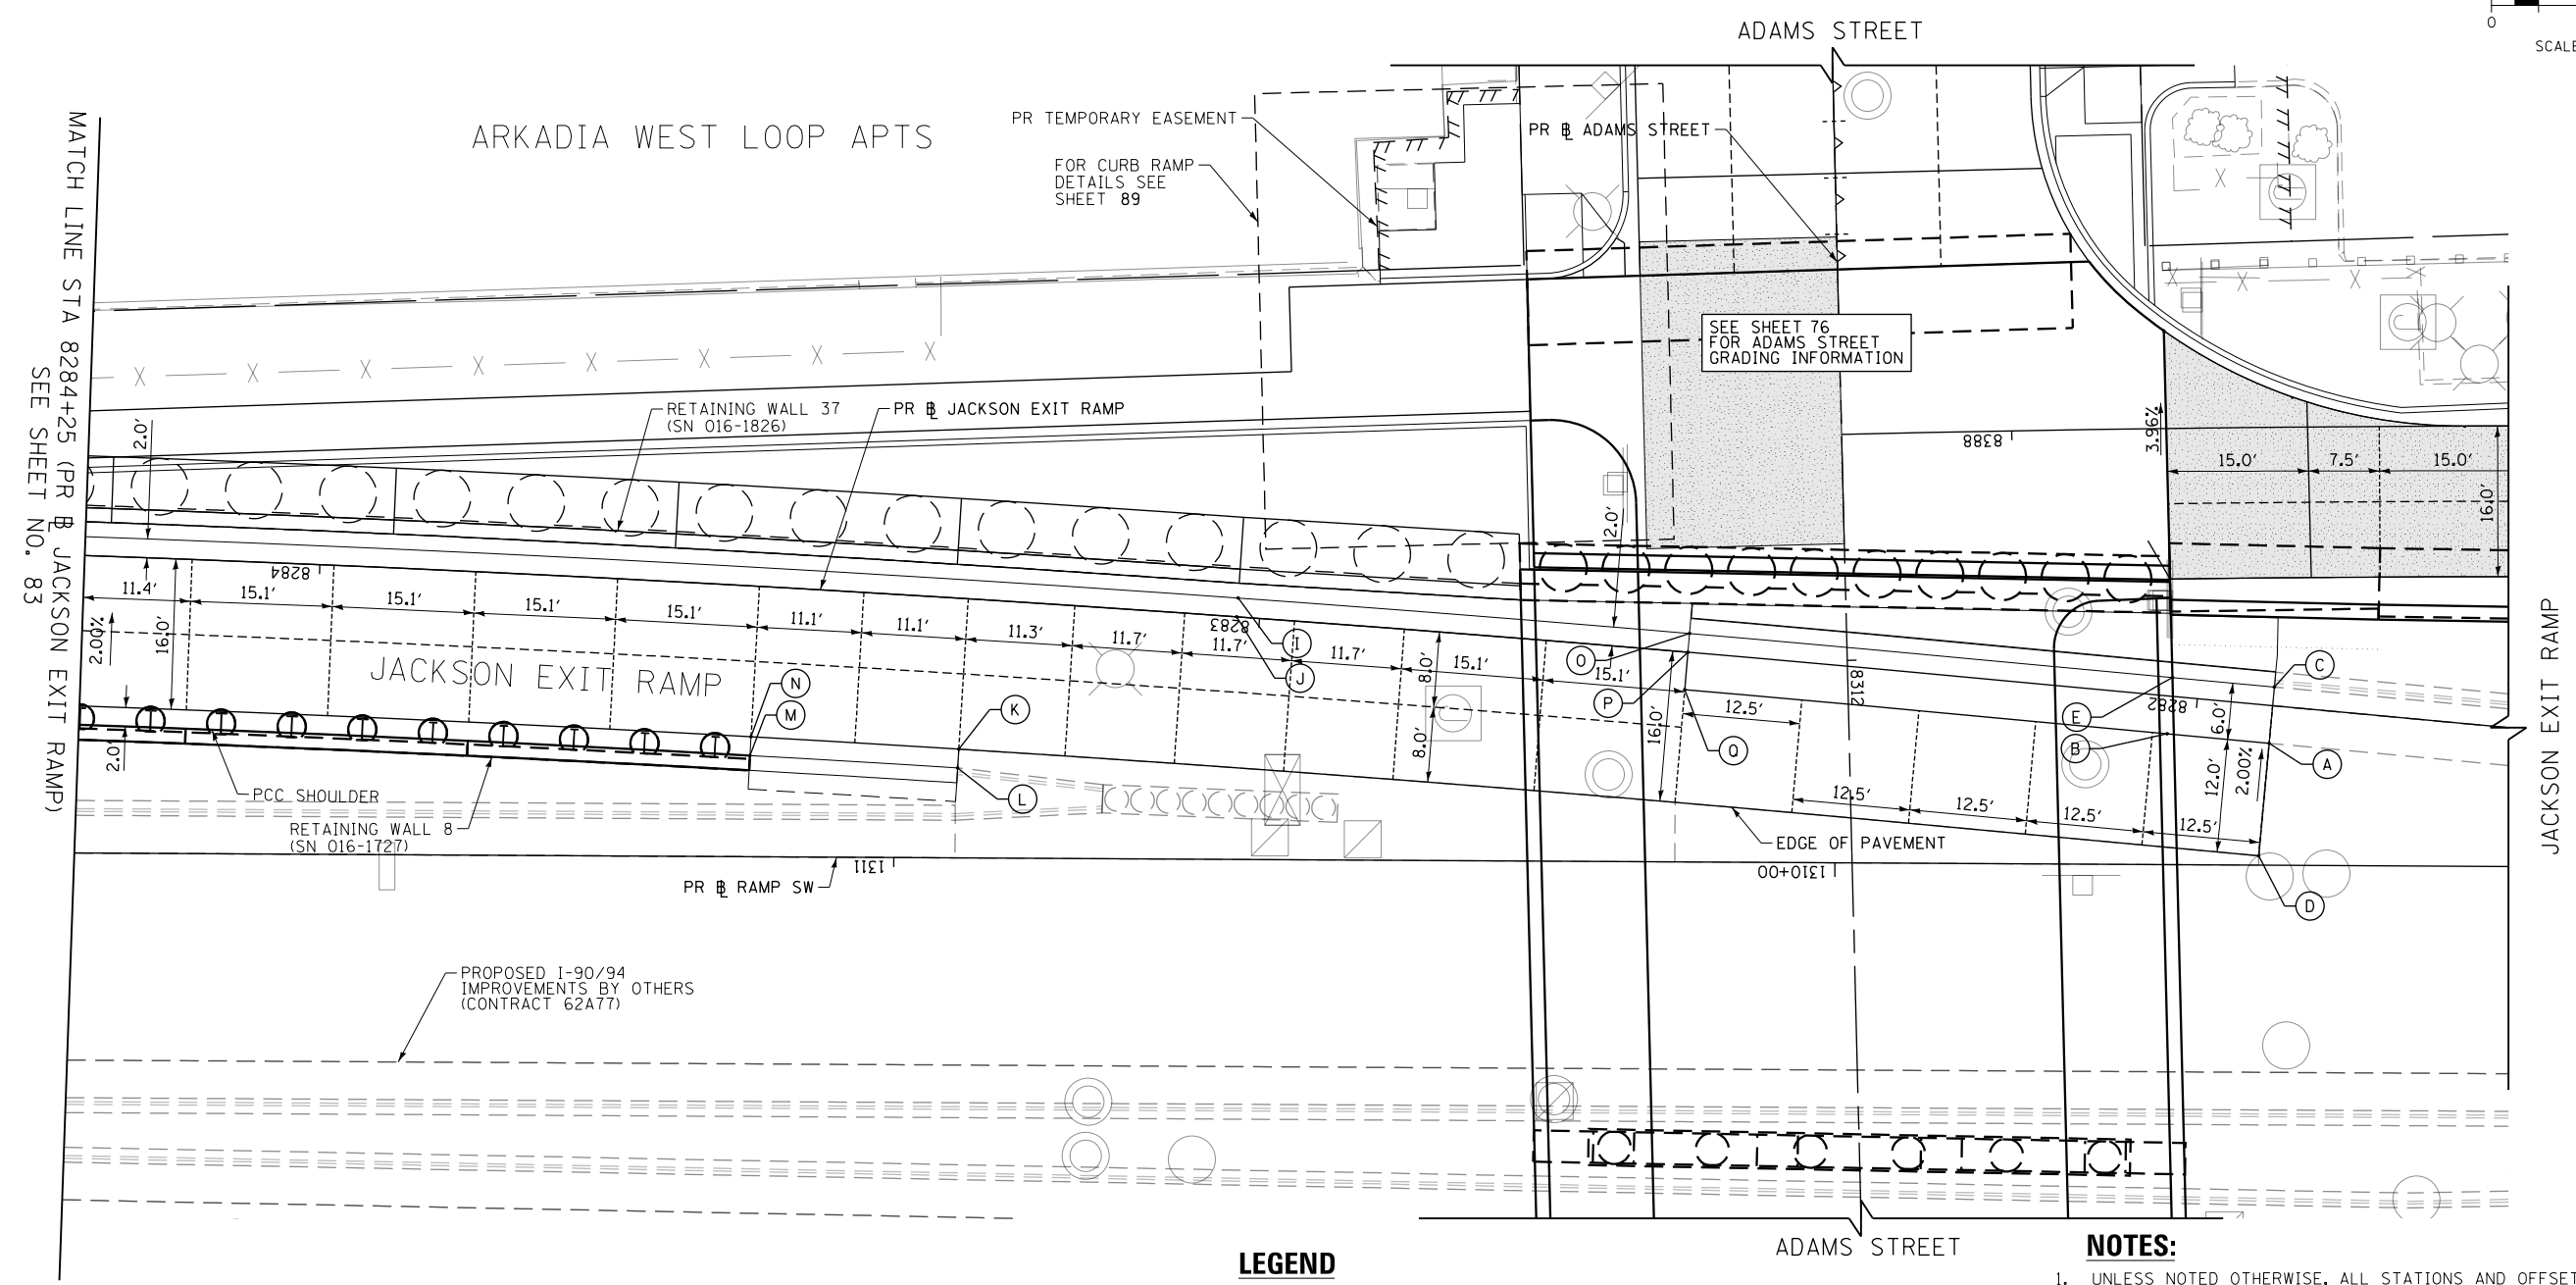 ADAMS STREET
0
SCALE
MATCH LINE STA 8284+25 (PR BL JACKSON EXIT RAMP)
SEE SHEET NO. 83
ARKADIA WEST LOOP APTS
PR TEMPORARY EASEMENT
FOR CURB RAMP
DETAILS SEE
SHEET 89
PR BL ADAMS STREET
SEE SHEET 76
FOR ADAMS STREET
GRADING INFORMATION
RETAINING WALL 37
(SN 016-1826)
PR BL JACKSON EXIT RAMP
8388
3.96%
15.0'
7.5'
15.0'
16.0'
2.0'
2.0'
8284
11.4'
15.1'
15.1'
15.1'
15.1'
11.1'
11.1'
11.3'
11.7'
8283
11.7'
11.7'
15.1'
15.1'
2.00%
16.0'
8.0'
8.0'
16.0'
JACKSON EXIT RAMP
I
J
O
P
Q
N
M
K
L
C
E
B
A
D
8312
8282
6.0'
12.0'
2.00%
12.5'
12.5'
12.5'
12.5'
12.5'
2.0'
PCC SHOULDER
RETAINING WALL 8
(SN 016-1727)
EDGE OF PAVEMENT
1311
1310+00
PR BL RAMP SW
JACKSON EXIT RAMP
PROPOSED I-90/94
IMPROVEMENTS BY OTHERS
(CONTRACT 62A77)
ADAMS STREET
LEGEND
NOTES:
1. UNLESS NOTED OTHERWISE, ALL STATIONS AND OFFSET